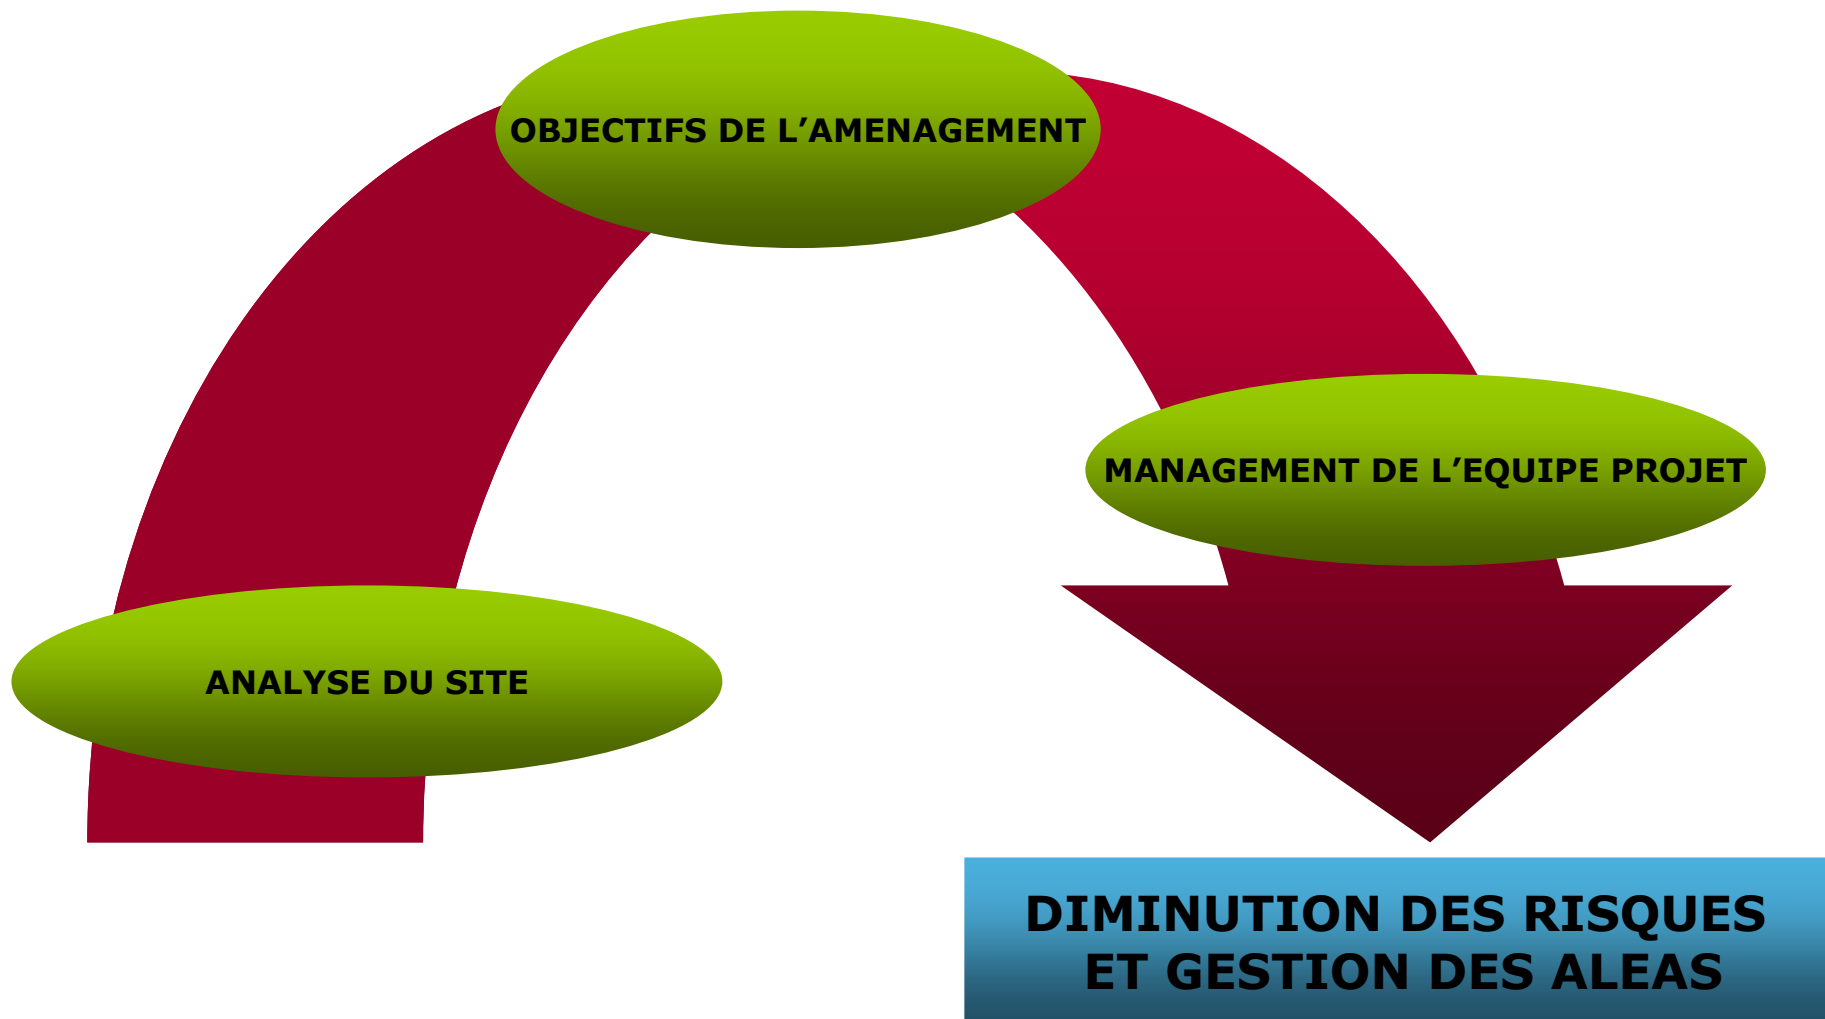 OBJECTIFS DE L’AMENAGEMENT
MANAGEMENT DE L’EQUIPE PROJET
ANALYSE DU SITE
DIMINUTION DES RISQUES
ET GESTION DES ALEAS